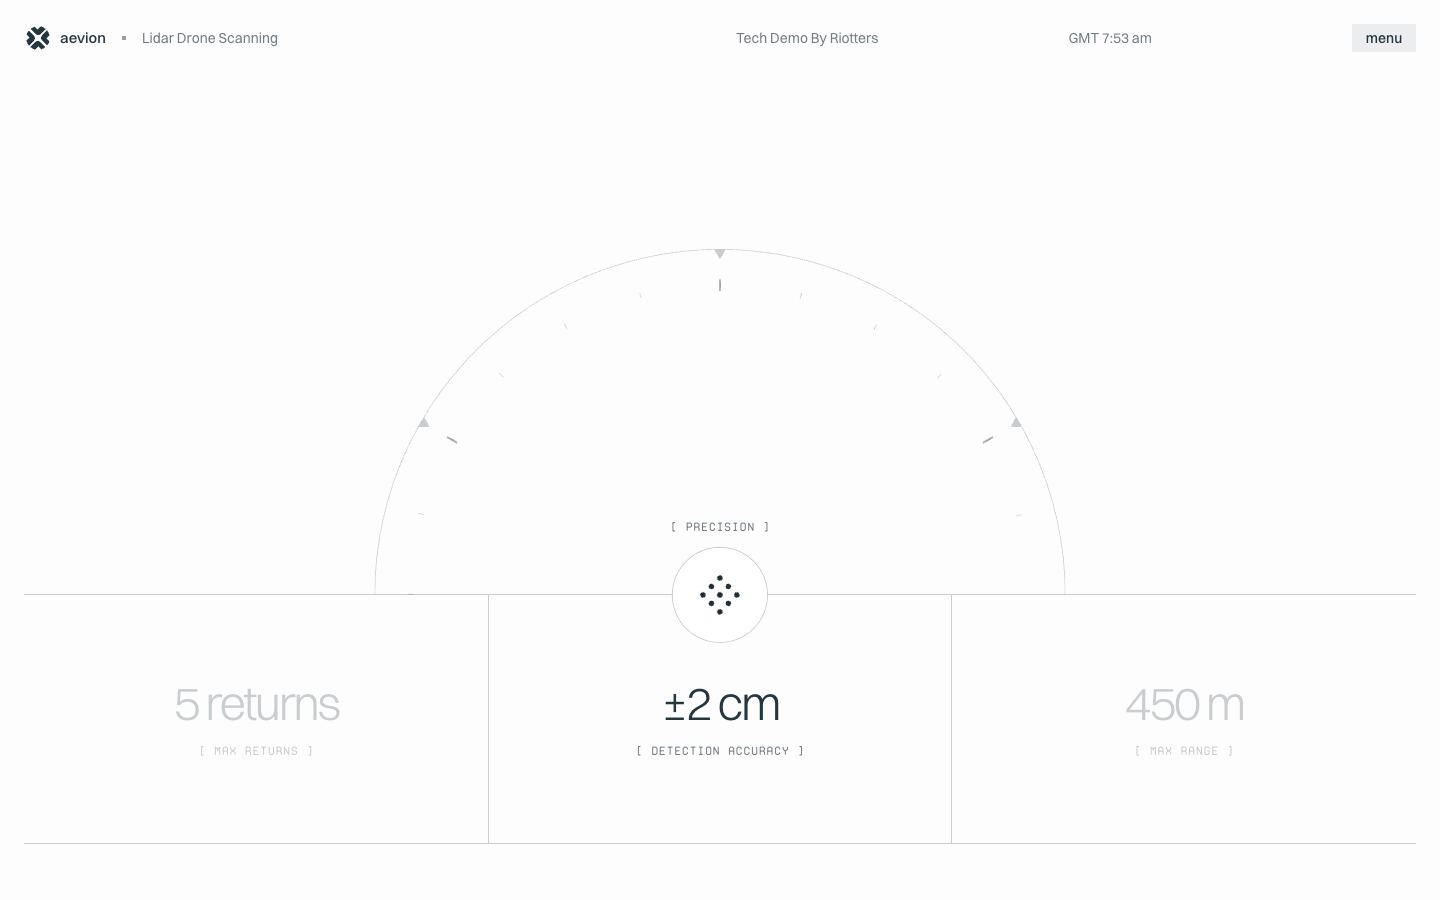 aevion
Lidar Drone Scanning
Tech Demo By Riotters
GMT 7:53 am
menu
[ PRECISION ]
5 returns
[ MAX RETURNS ]
±2 cm
[ DETECTION ACCURACY ]
450 m
[ MAX RANGE ]